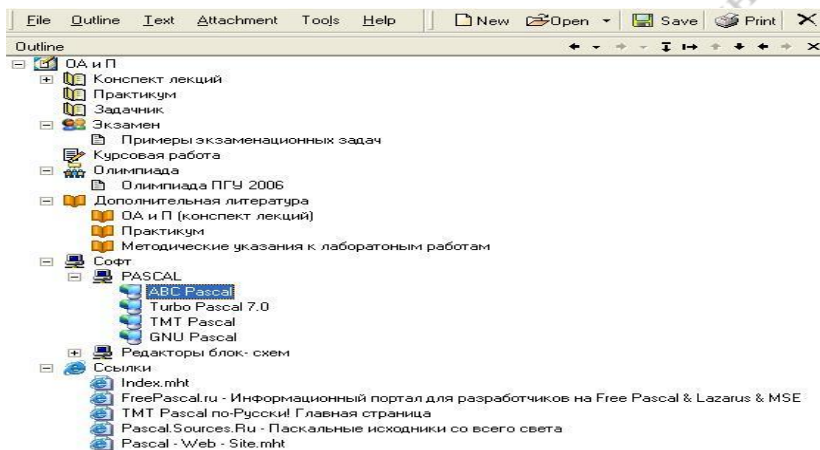 File Outline Text Attachment Tools Help New Open Save Print
Outline
ОА и П
Конспект лекций
Практикум
Задачник
Экзамен
Примеры экзаменационных задач
Курсовая работа
Олимпиада
Олимпиада ПГУ 2006
Дополнительная литература
ОА и П (конспект лекций)
Практикум
Методические указания к лаборатоным работам
Софт
PASCAL
ABC Pascal
Turbo Pascal 7.0
TMT Pascal
GNU Pascal
Редакторы блок- схем
Ссылки
Index.mht
FreePascal.ru - Информационный портал для разработчиков на Free Pascal & Lazarus & MSE
TMT Pascal по-Русски! Главная страница
Pascal.Sources.Ru - Паскальные исходники со всего света
Pascal - Web - Site.mht